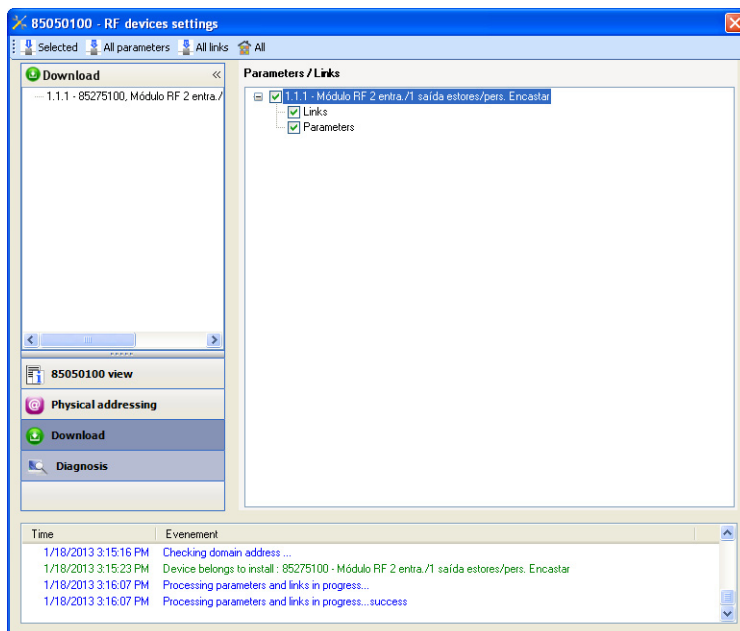 85050100 - RF devices settings
Selected All parameters All links All
Download «
1.1.1 - 85275100, Módulo RF 2 entra./
Parameters / Links
1.1.1 - Módulo RF 2 entra./1 saída estores/pers. Encastar
Links
Parameters
85050100 view
Physical addressing
Download
Diagnosis
Time Evenement
1/18/2013 3:15:16 PM Checking domain address ...
1/18/2013 3:15:23 PM Device belongs to install : 85275100 - Módulo RF 2 entra./1 saída estores/pers. Encastar
1/18/2013 3:16:07 PM Processing parameters and links in progress...
1/18/2013 3:16:07 PM Processing parameters and links in progress...success